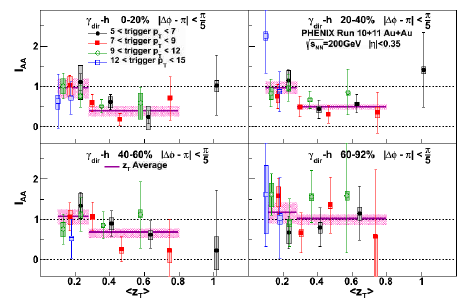 γdir-h 0-20% |Δφ - π| < π/5
5 < trigger pT < 7
7 < trigger pT < 9
9 < trigger pT < 12
12 < trigger pT < 15
γdir-h 20-40% |Δφ - π| < π/5
PHENIX Run 10+11 Au+Au
√sNN=200GeV |η|<0.35
IAA
2
1
0
γdir-h 40-60% |Δφ - π| < π/5
zT Average
γdir-h 60-92% |Δφ - π| < π/5
IAA
2
1
0
0.2 0.4 0.6 0.8 1
0.2 0.4 0.6 0.8 1
<zT>
<zT>